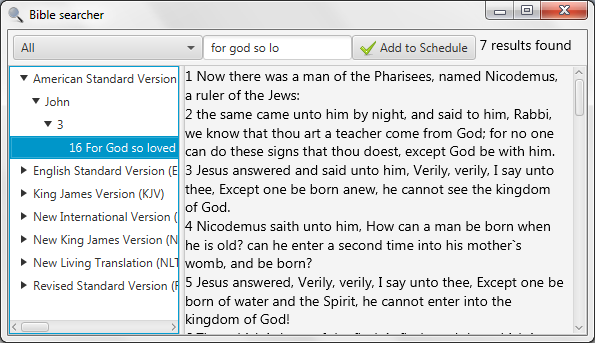 Bible searcher
All
for god so lo
Add to Schedule
7 results found
American Standard Version
John
3
16 For God so loved
English Standard Version (E
King James Version (KJV)
New International Version (
New King James Version (N
New Living Translation (NLT
Revised Standard Version (R
1 Now there was a man of the Pharisees, named Nicodemus,
a ruler of the Jews:
2 the same came unto him by night, and said to him, Rabbi,
we know that thou art a teacher come from God; for no one
can do these signs that thou doest, except God be with him.
3 Jesus answered and said unto him, Verily, verily, I say unto
thee, Except one be born anew, he cannot see the kingdom
of God.
4 Nicodemus saith unto him, How can a man be born when
he is old? can he enter a second time into his mother`s
womb, and be born?
5 Jesus answered, Verily, verily, I say unto thee, Except one be
born of water and the Spirit, he cannot enter into the
kingdom of God!